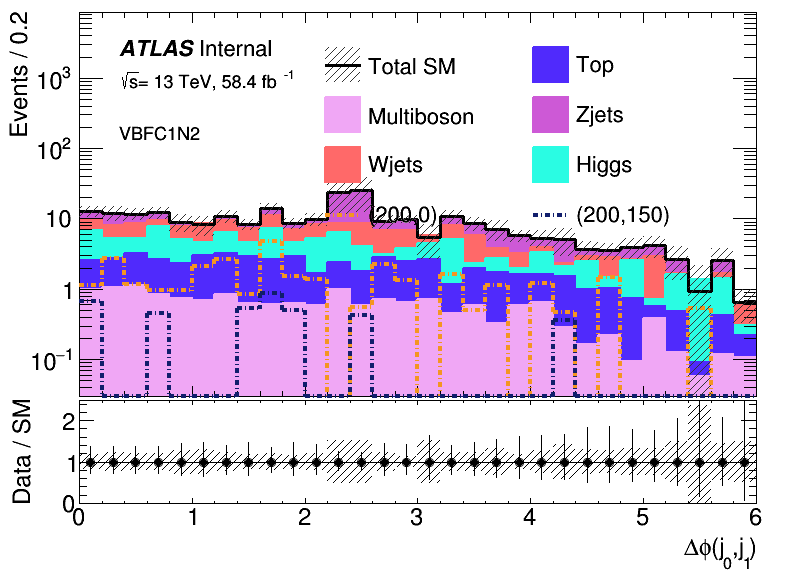 Events / 0.2
10³
10²
10
1
10⁻¹
ATLAS Internal
√s= 13 TeV, 58.4 fb⁻¹
VBFC1N2
Total SM
Top
Multiboson
Zjets
Wjets
Higgs
(200,0)
(200,150)
Data / SM
2
1
0
0 1 2 3 4 5 6
Δϕ(j₀,j₁)